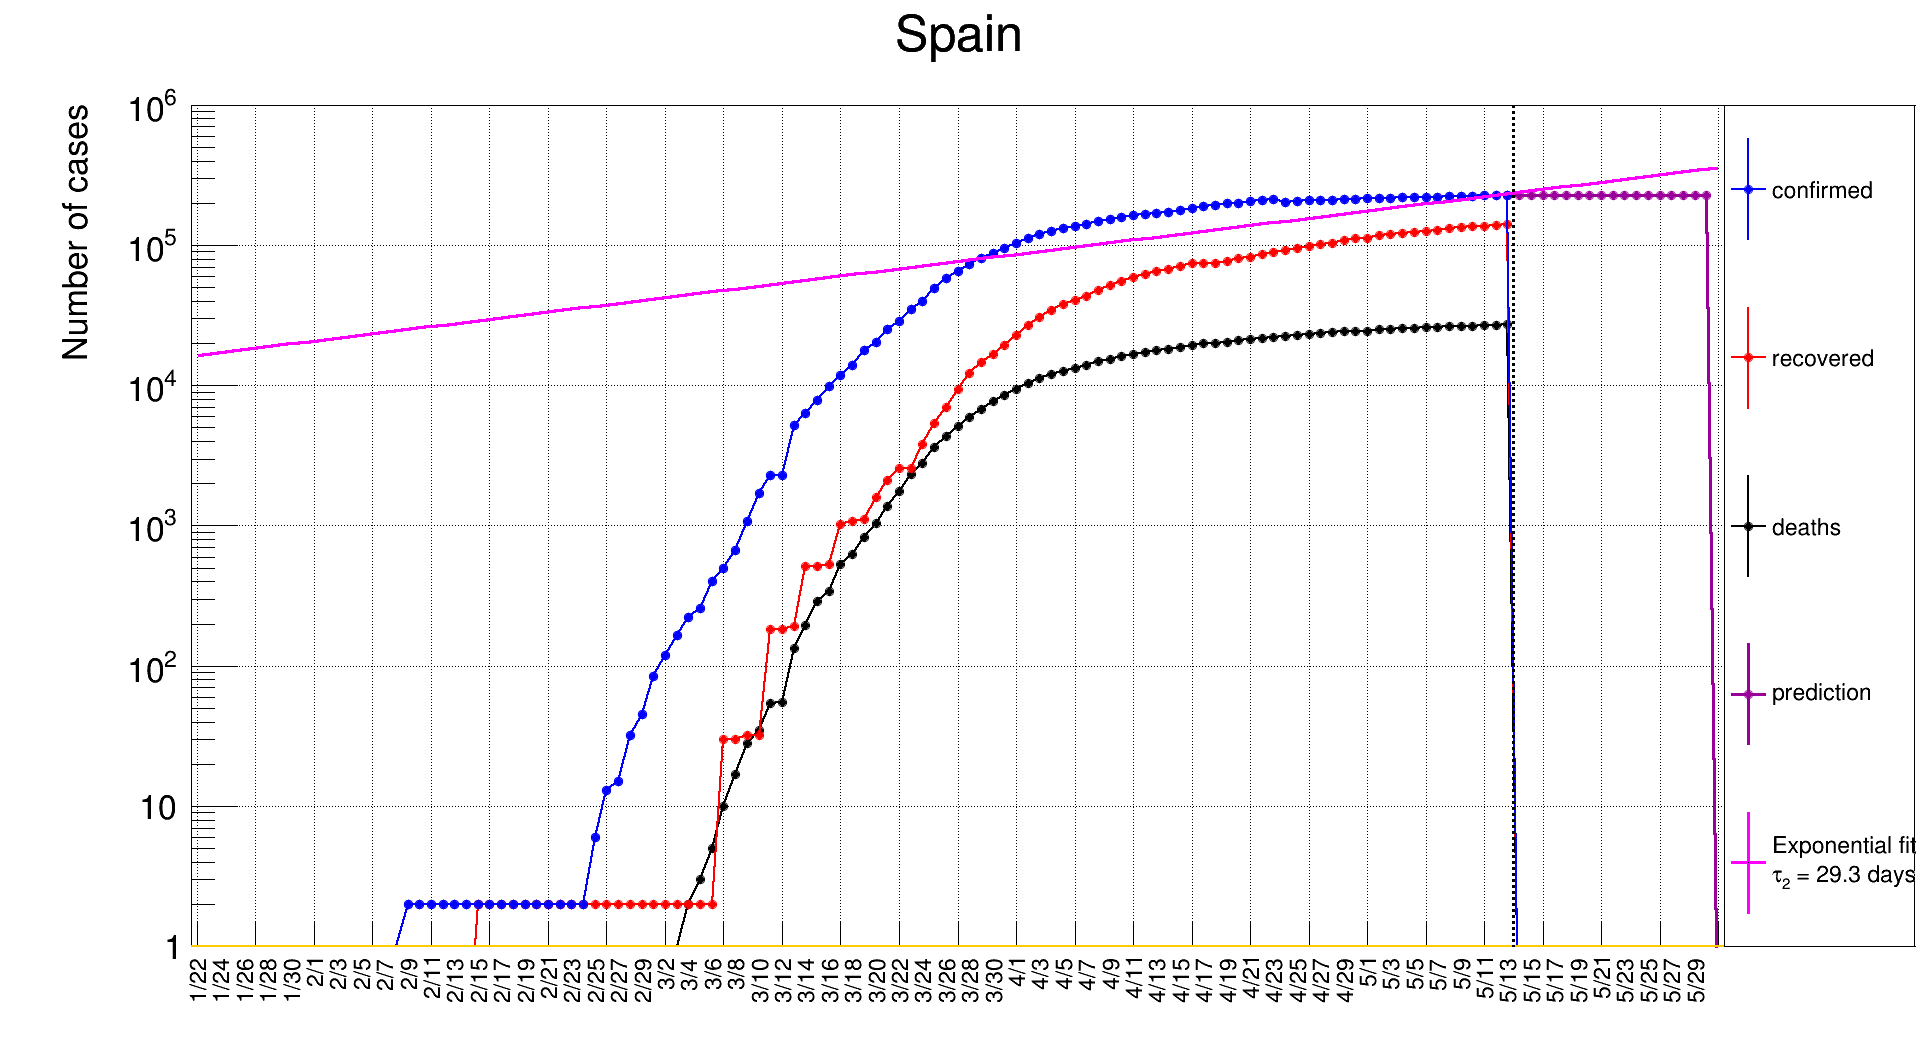 Spain
Number of cases
10^6
10^5
10^4
10^3
10^2
10
1
1/22 1/24 1/26 1/28 1/30 2/1 2/3 2/5 2/7 2/9 2/11 2/13 2/15 2/17 2/19 2/21 2/23 2/25 2/27 2/29 3/2 3/4 3/6 3/8 3/10 3/12 3/14 3/16 3/18 3/20 3/22 3/24 3/26 3/28 3/30 4/1 4/3 4/5 4/7 4/9 4/11 4/13 4/15 4/17 4/19 4/21 4/23 4/25 4/27 4/29 5/1 5/3 5/5 5/7 5/9 5/11 5/13 5/15 5/17 5/19 5/21 5/23 5/25 5/27 5/29
confirmed
recovered
deaths
prediction
Exponential fit
τ₂ = 29.3 days